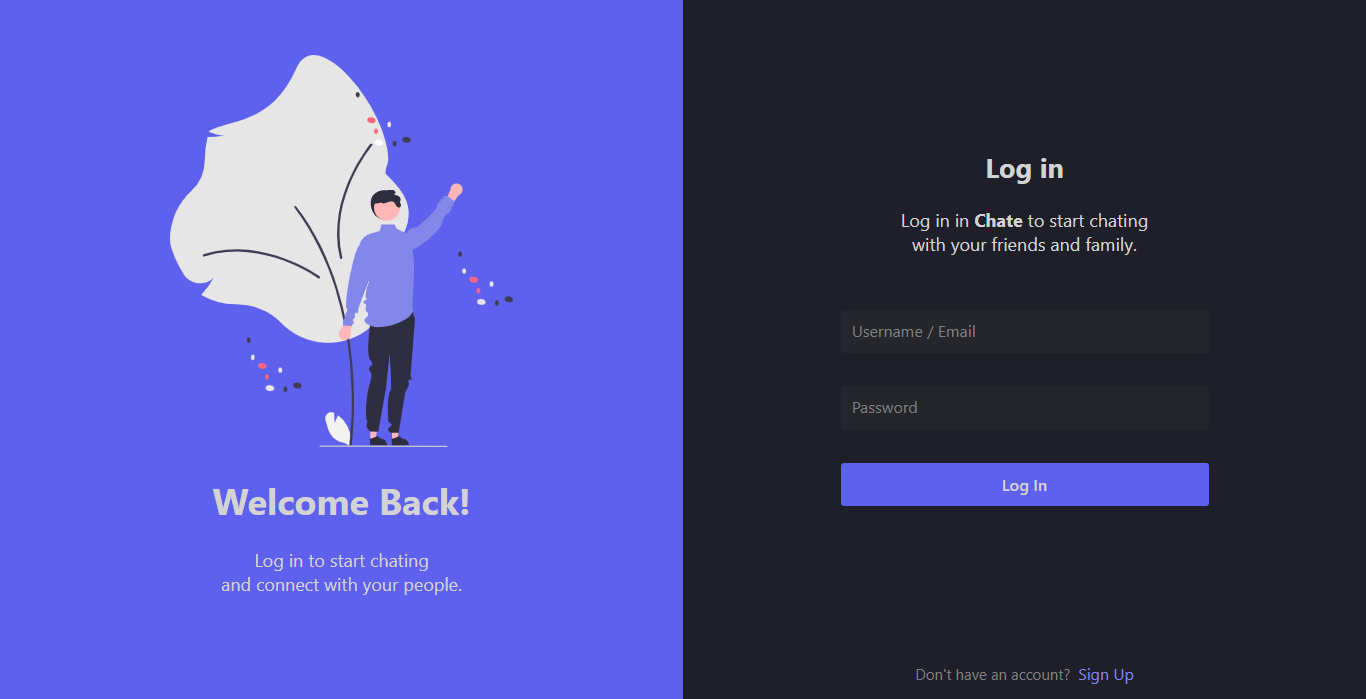 Welcome Back!
Log in to start chating
and connect with your people.
Log in
Log in in Chate to start chating
with your friends and family.
Username / Email
Password
Log In
Don't have an account? Sign Up